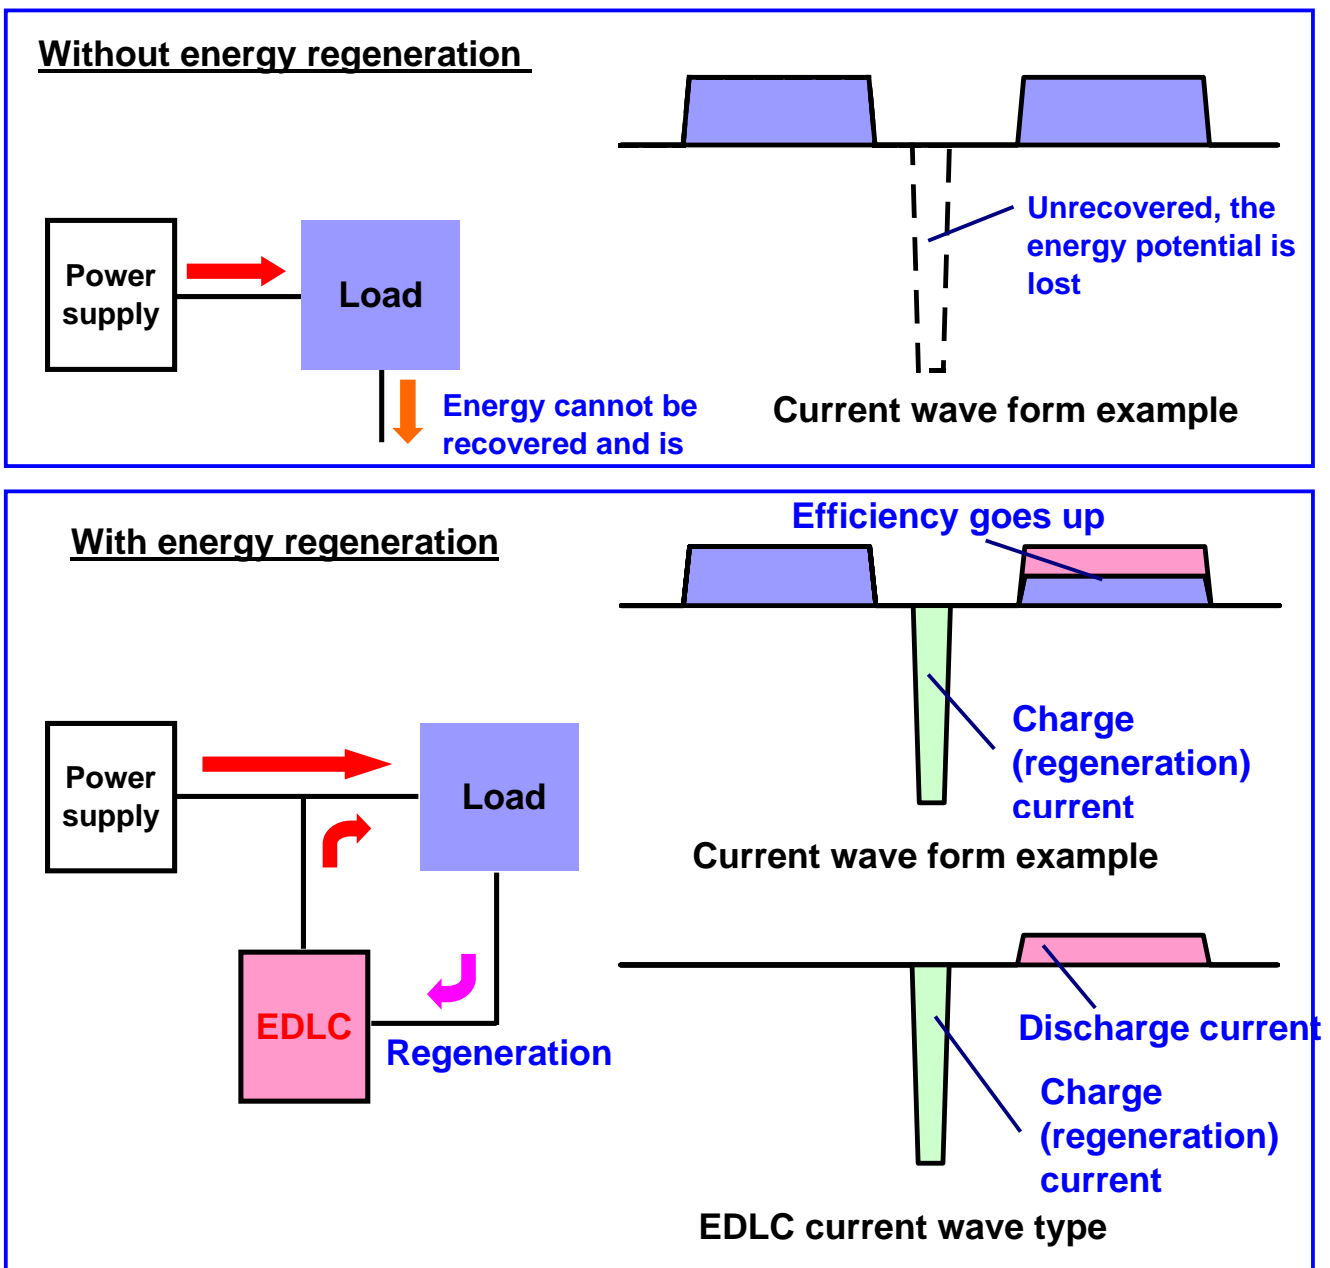 Without energy regeneration
Power
supply
Load
Energy cannot be
recovered and is
Unrecovered, the
energy potential is
lost
Current wave form example
With energy regeneration
Efficiency goes up
Power
supply
Load
EDLC
Regeneration
Charge
(regeneration)
current
Current wave form example
Discharge current
Charge
(regeneration)
current
EDLC current wave type